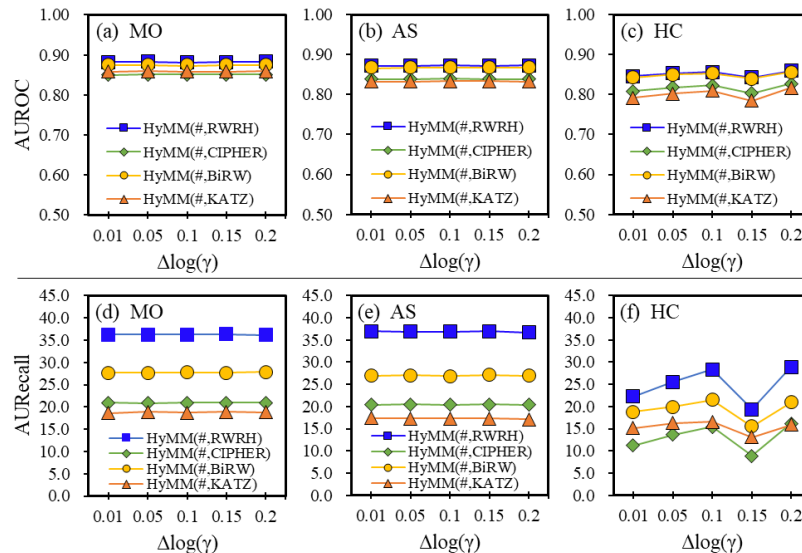 (a) MO
(b) AS
(c) HC
AUROC
1.00
0.90
0.80
0.70
0.60
0.50
HyMM(#,RWRH)
HyMM(#,CIPHER)
HyMM(#,BiRW)
HyMM(#,KATZ)
0.01 0.05 0.1 0.15 0.2
Δlog(γ)
1.00
0.90
0.80
0.70
0.60
0.50
HyMM(#,RWRH)
HyMM(#,CIPHER)
HyMM(#,BiRW)
HyMM(#,KATZ)
0.01 0.05 0.1 0.15 0.2
Δlog(γ)
1.00
0.90
0.80
0.70
0.60
0.50
HyMM(#,RWRH)
HyMM(#,CIPHER)
HyMM(#,BiRW)
HyMM(#,KATZ)
0.01 0.05 0.1 0.15 0.2
Δlog(γ)
(d) MO
(e) AS
(f) HC
AURecall
45.0
40.0
35.0
30.0
25.0
20.0
15.0
10.0
5.0
0.0
HyMM(#,RWRH)
HyMM(#,CIPHER)
HyMM(#,BiRW)
HyMM(#,KATZ)
0.01 0.05 0.1 0.15 0.2
Δlog(γ)
45.0
40.0
35.0
30.0
25.0
20.0
15.0
10.0
5.0
0.0
HyMM(#,RWRH)
HyMM(#,CIPHER)
HyMM(#,BiRW)
HyMM(#,KATZ)
0.01 0.05 0.1 0.15 0.2
Δlog(γ)
45.0
40.0
35.0
30.0
25.0
20.0
15.0
10.0
5.0
0.0
0.01 0.05 0.1 0.15 0.2
Δlog(γ)